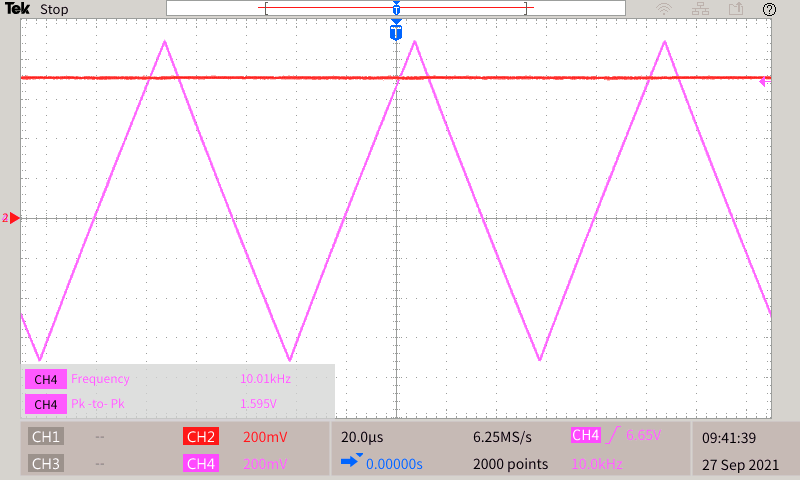 Tek Stop
T
T
2
CH4 Frequency 10.01kHz
CH4 Pk-to-Pk 1.595V
CH1 -- CH2 200mV 20.0µs 6.25MS/s CH4 6.65V 09:41:39
CH3 -- CH4 200mV 0.00000s 2000 points 10.0kHz 27 Sep 2021